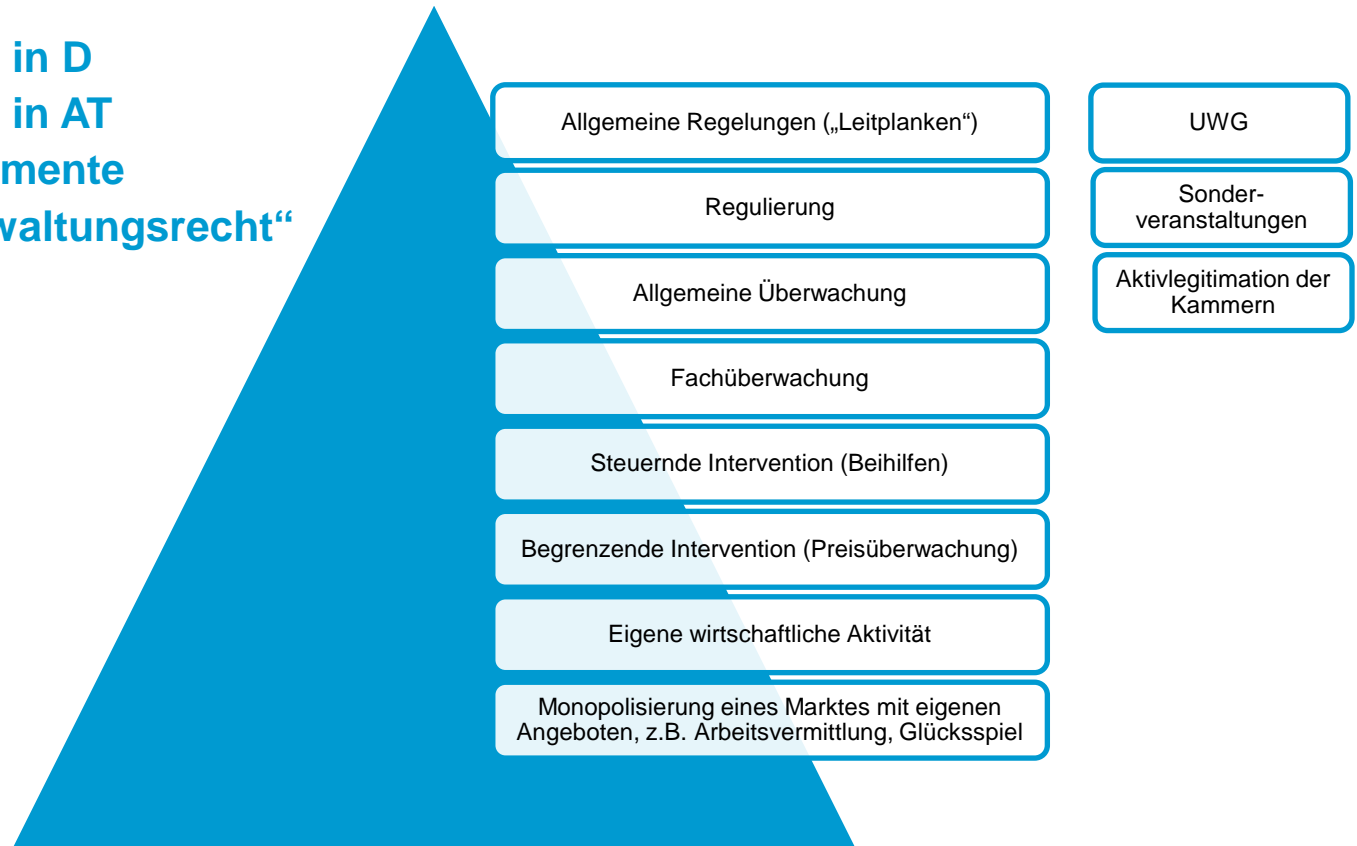 in D
in AT
mente
waltungsrecht“
Allgemeine Regelungen („Leitplanken“)
Regulierung
Allgemeine Überwachung
Fachüberwachung
Steuernde Intervention (Beihilfen)
Begrenzende Intervention (Preisüberwachung)
Eigene wirtschaftliche Aktivität
Monopolisierung eines Marktes mit eigenen
Angeboten, z.B. Arbeitsvermittlung, Glücksspiel
UWG
Sonder-
veranstaltungen
Aktivlegitimation der
Kammern